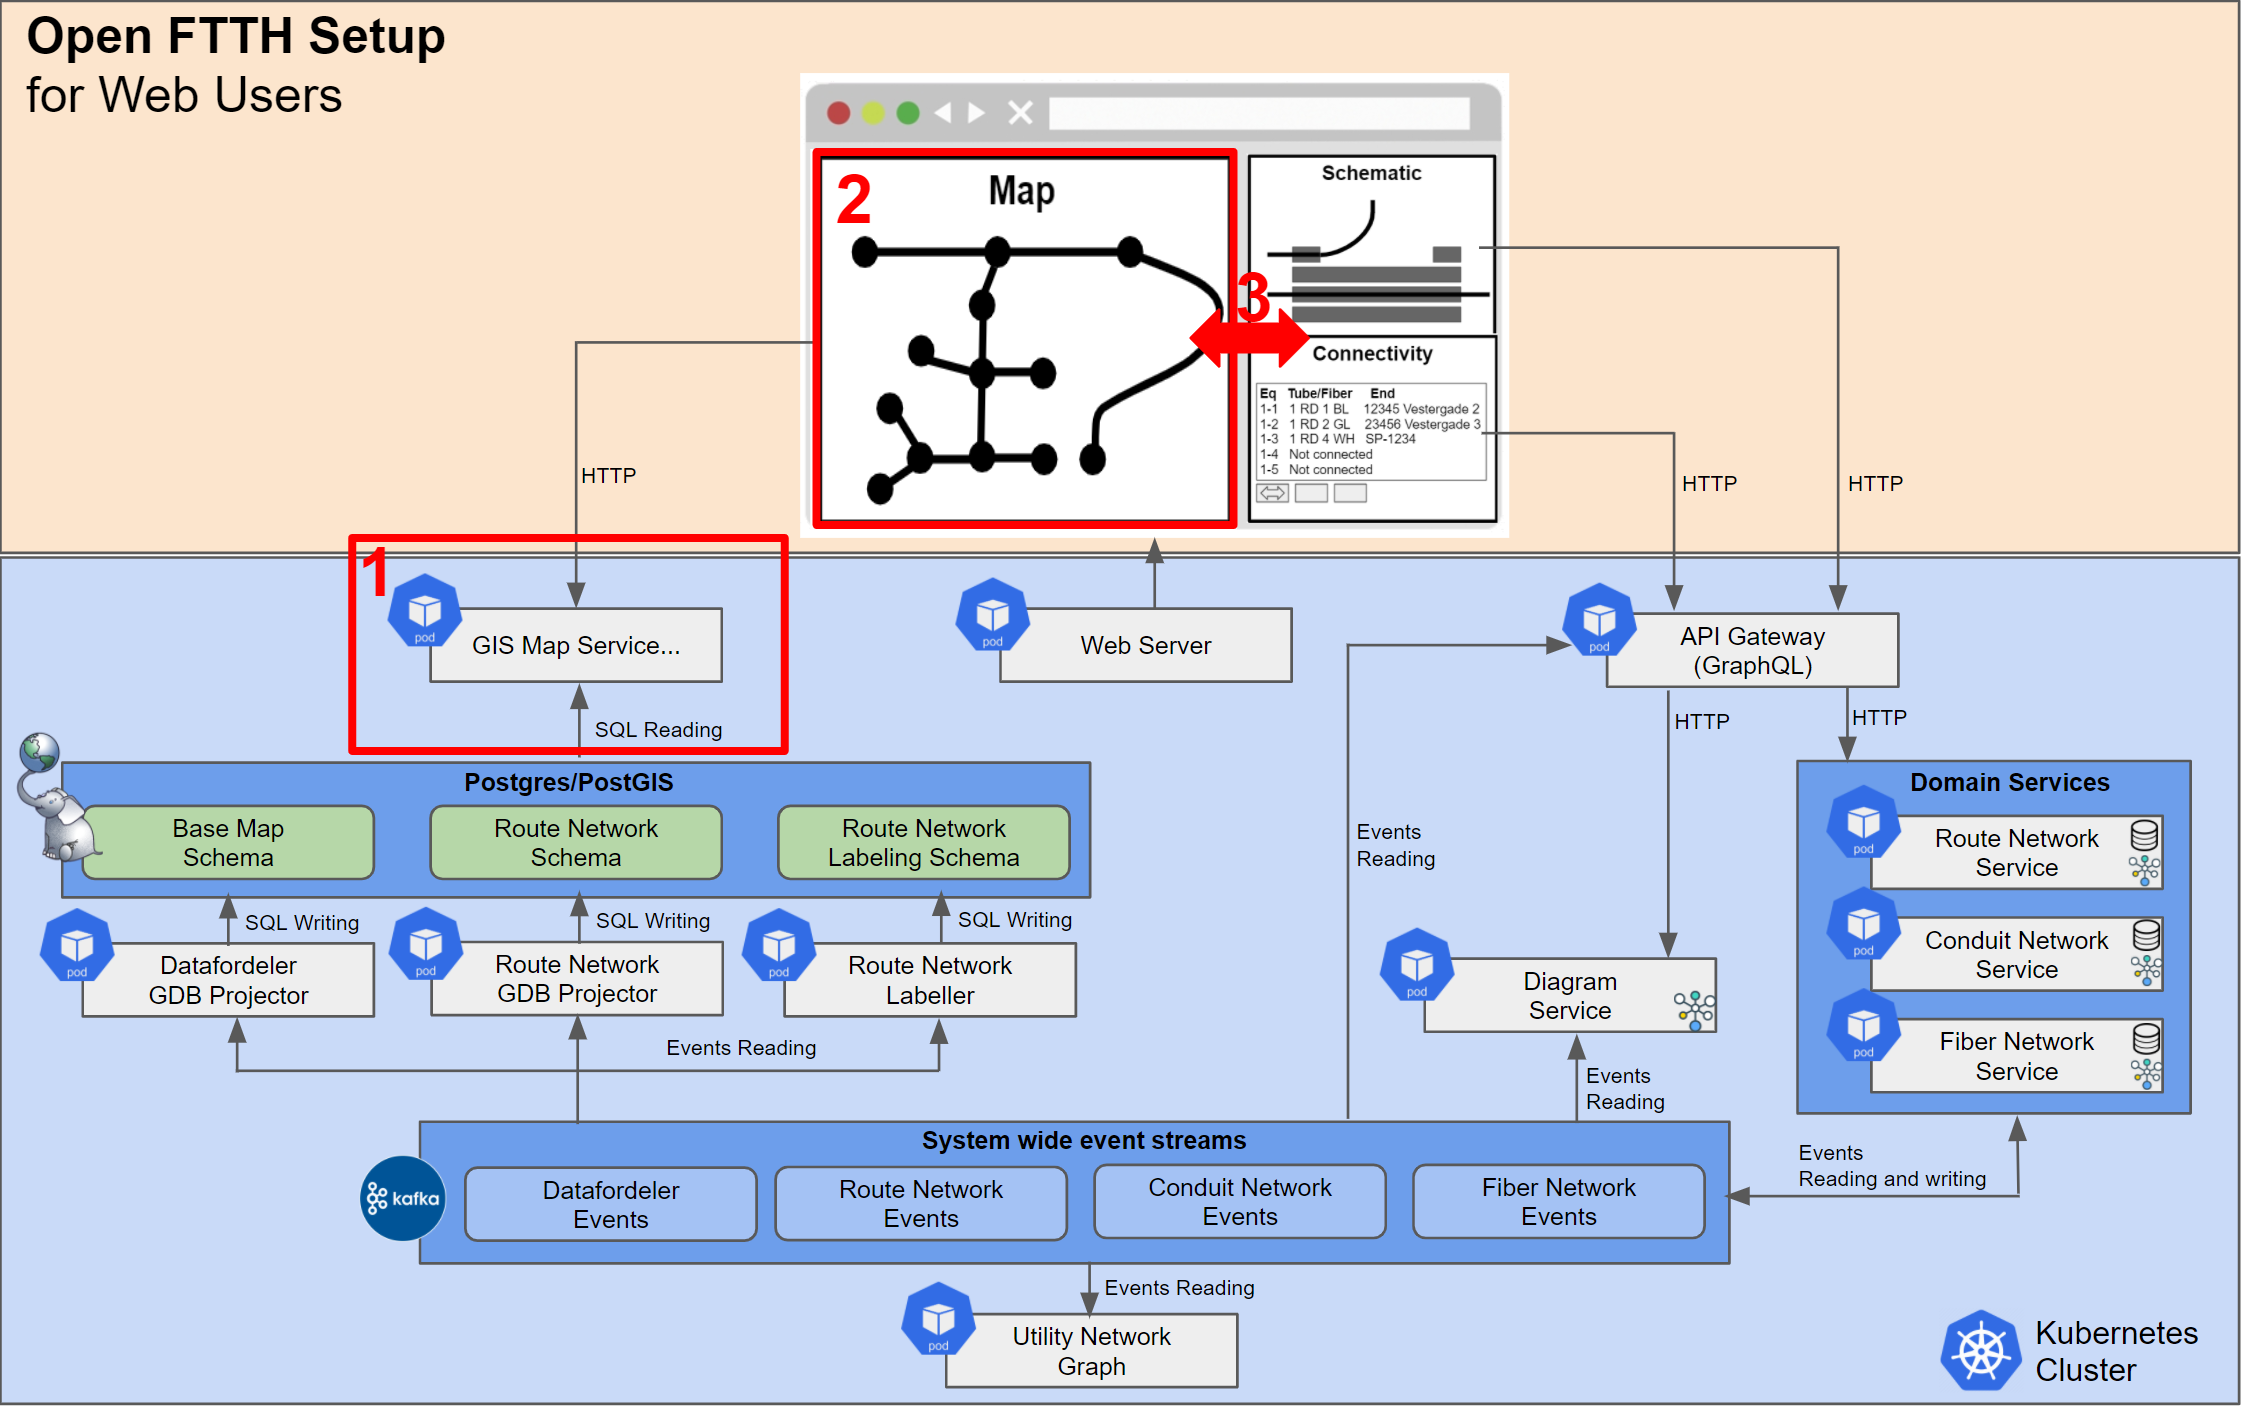 Open FTTH Setup
for Web Users
2
Map
Schematic
3
Connectivity
Eq Tube/Fiber End
1-1 1 RD 1 BL 12345 Vestergade 2
1-2 1 RD 2 GL 23456 Vestergade 3
1-3 1 RD 4 WH SP-1234
1-4 Not connected
1-5 Not connected
HTTP
HTTP
HTTP
1
pod
GIS Map Service...
pod
Web Server
pod
API Gateway
(GraphQL)
SQL Reading
HTTP
HTTP
Postgres/PostGIS
Base Map
Schema
Route Network
Schema
Route Network
Labeling Schema
Events
Reading
Domain Services
pod
Route Network
Service
pod
Conduit Network
Service
pod
Fiber Network
Service
SQL Writing
SQL Writing
SQL Writing
pod
Datafordeler
GDB Projector
pod
Route Network
GDB Projector
pod
Route Network
Labeller
pod
Diagram
Service
Events Reading
Events
Reading
System wide event streams
kafka
Datafordeler
Events
Route Network
Events
Conduit Network
Events
Fiber Network
Events
Events
Reading and writing
Events Reading
pod
Utility Network
Graph
Kubernetes
Cluster